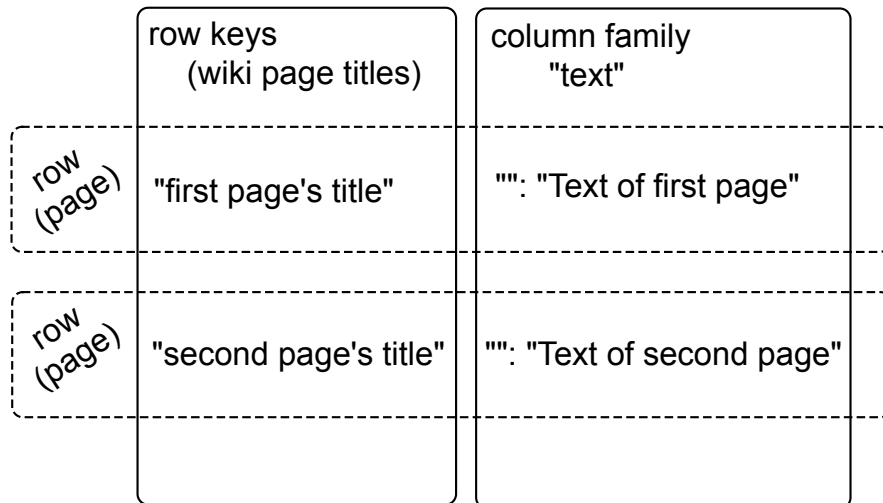 row keys
(wiki page titles)
column family
"text"
row
(page)
"first page's title"
"": "Text of first page"
row
(page)
"second page's title"
"": "Text of second page"